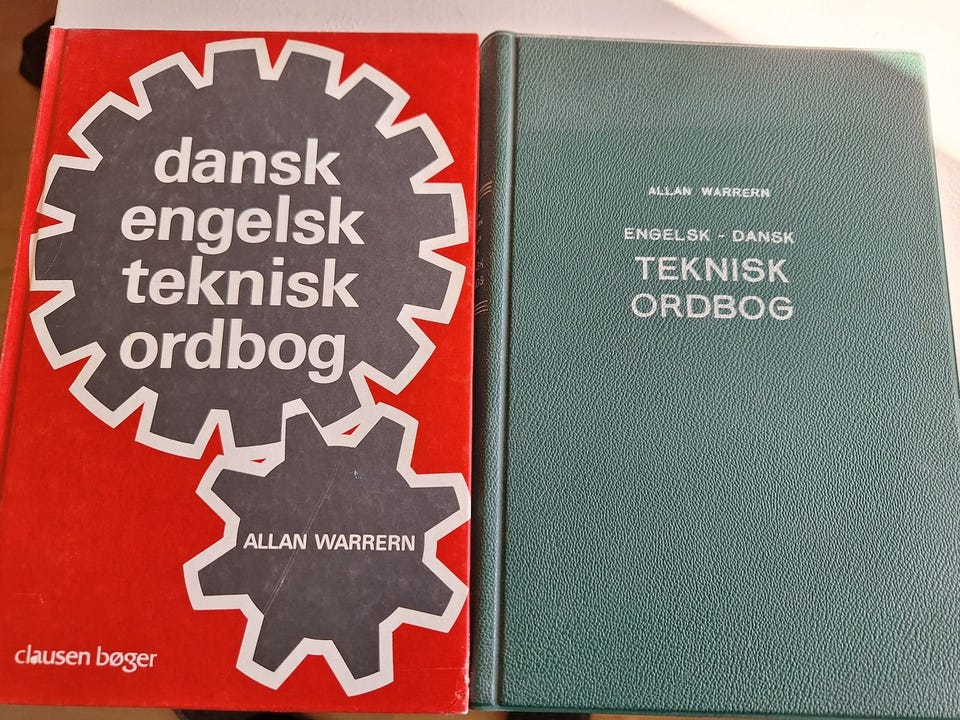 dansk
engelsk
teknisk
ordbog
ALLAN WARRERN
clausen bøger
ALLAN WARRERN
ENGELSK - DANSK
TEKNISK
ORDBOG